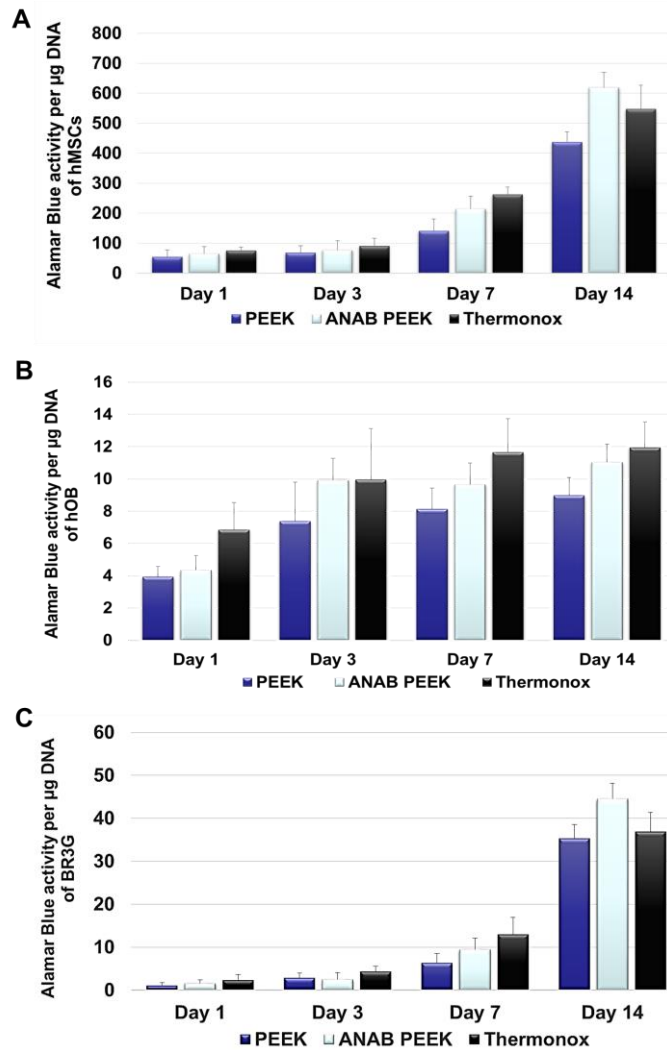 A
Alamar Blue activity per µg DNA
of hMSCs
800
700
600
500
400
300
200
100
0
Day 1 Day 3 Day 7 Day 14
PEEK ANAB PEEK Thermonox
B
Alamar Blue activity per µg DNA
of hOB
16
14
12
10
8
6
4
2
0
Day 1 Day 3 Day 7 Day 14
PEEK ANAB PEEK Thermonox
C
Alamar Blue activity per µg DNA
of BR3G
60
50
40
30
20
10
0
Day 1 Day 3 Day 7 Day 14
PEEK ANAB PEEK Thermonox